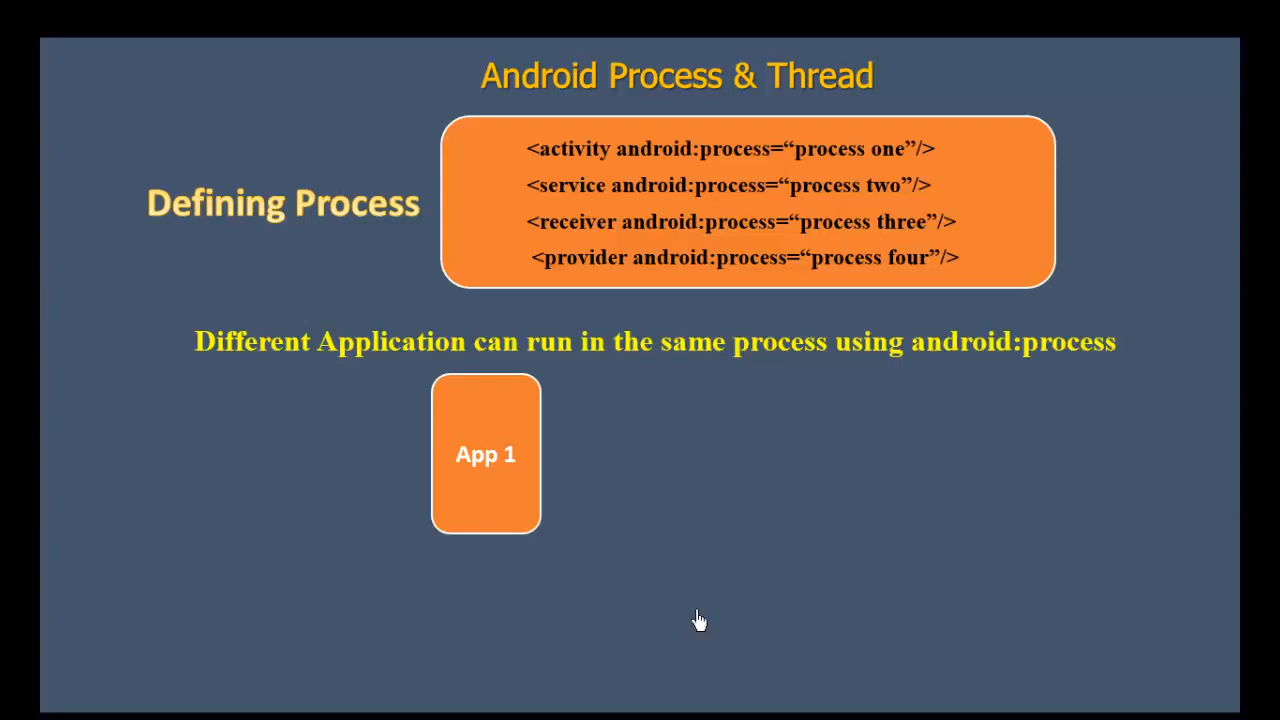 Android Process & Thread
<activity android:process=“process one”/>
<service android:process=“process two”/>
Defining Process
<receiver android:process=“process three”/>
<provider android:process=“process four”/>
Different Application can run in the same process using android:process
App 1